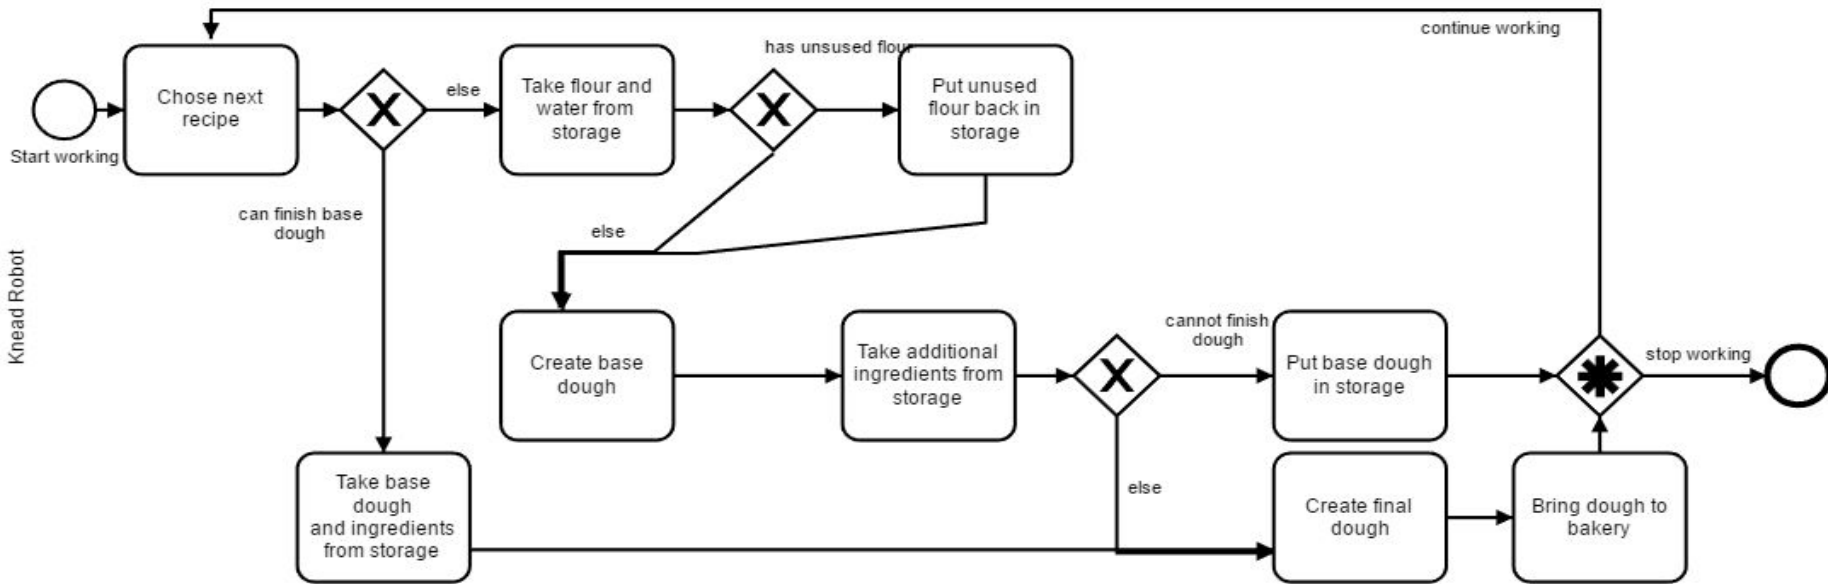 continue working
has unsused flour
Chose next
recipe
else
Take flour and
water from
storage
Put unused
flour back in
storage
Start working
can finish base
dough
else
Knead Robot
cannot finish
dough
Create base
dough
Take additional
ingredients from
storage
Put base dough
in storage
stop working
Take base
dough
and ingredients
from storage
else
Create final
dough
Bring dough to
bakery